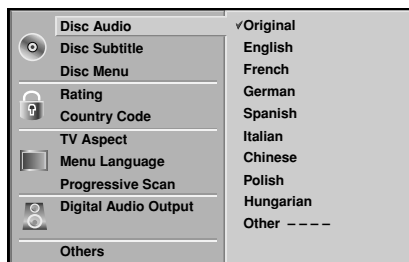 Disc Audio
Disc Subtitle
Disc Menu
Rating
Country Code
TV Aspect
Menu Language
Progressive Scan
Digital Audio Output
Others
✓Original
English
French
German
Spanish
Italian
Chinese
Polish
Hungarian
Other – – – –